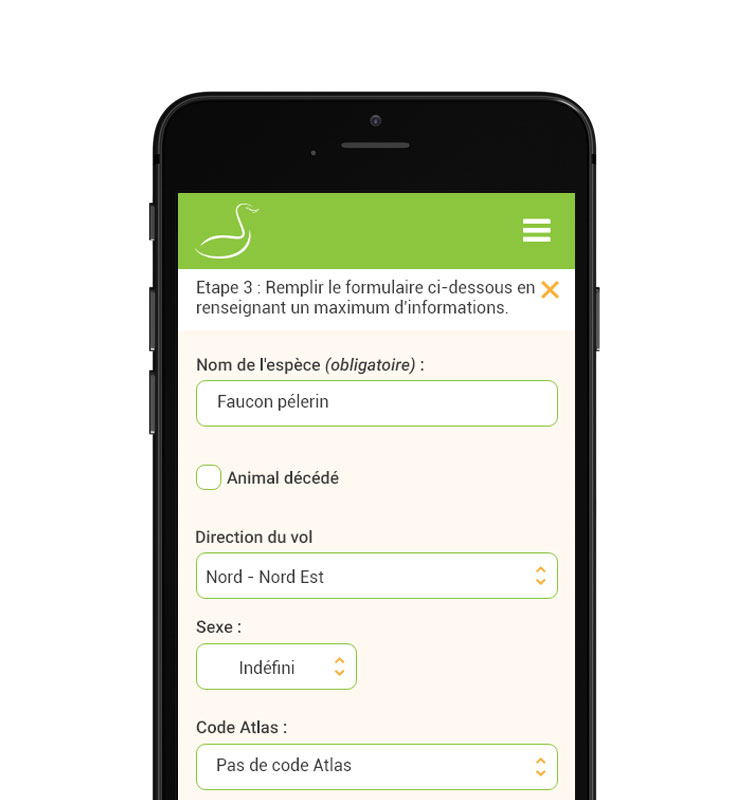 Etape 3 : Remplir le formulaire ci-dessous en
renseignant un maximum d'informations.
Nom de l'espèce (obligatoire) :
Faucon pélerin
Animal décédé
Direction du vol
Nord - Nord Est
Sexe :
Indéfini
Code Atlas :
Pas de code Atlas